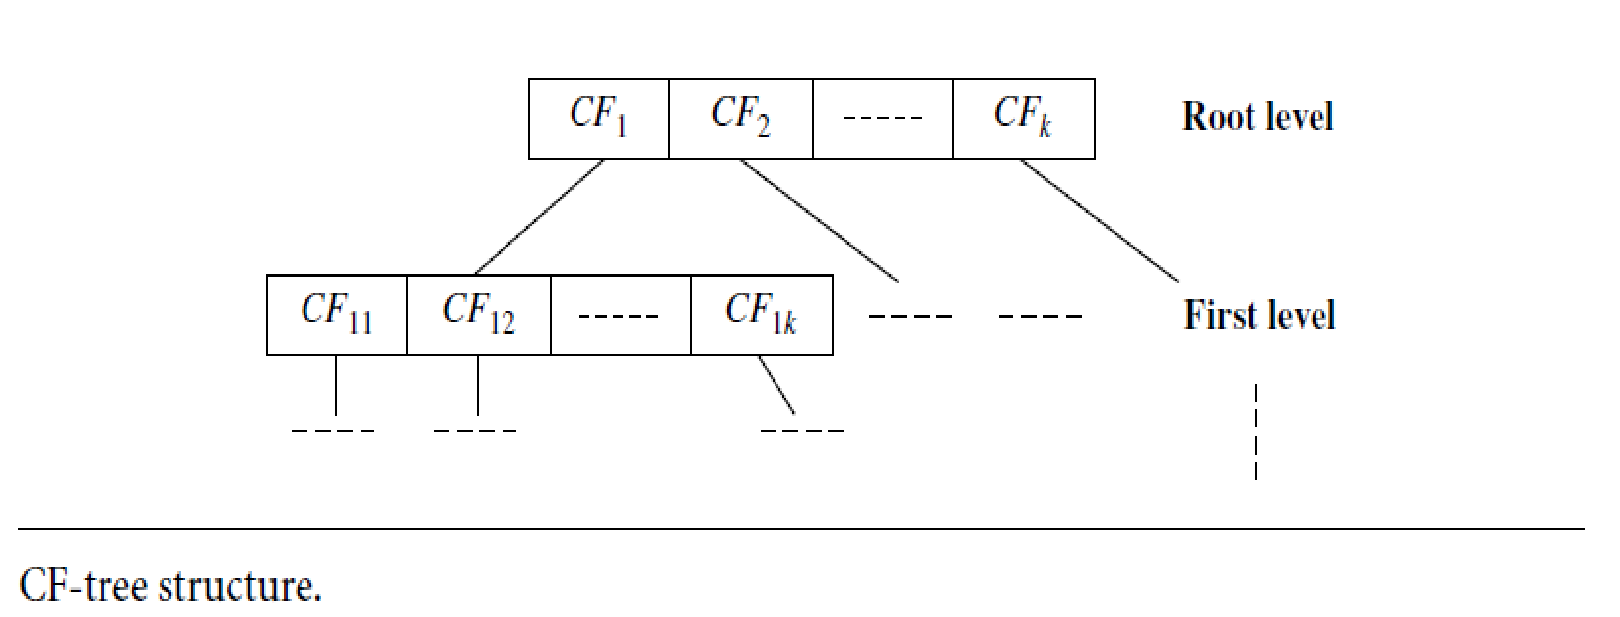 CF1 CF2 ----- CFk Root level
CF11 CF12 ----- CF1k ---- ---- First level
---- ---- ----
CF-tree structure.